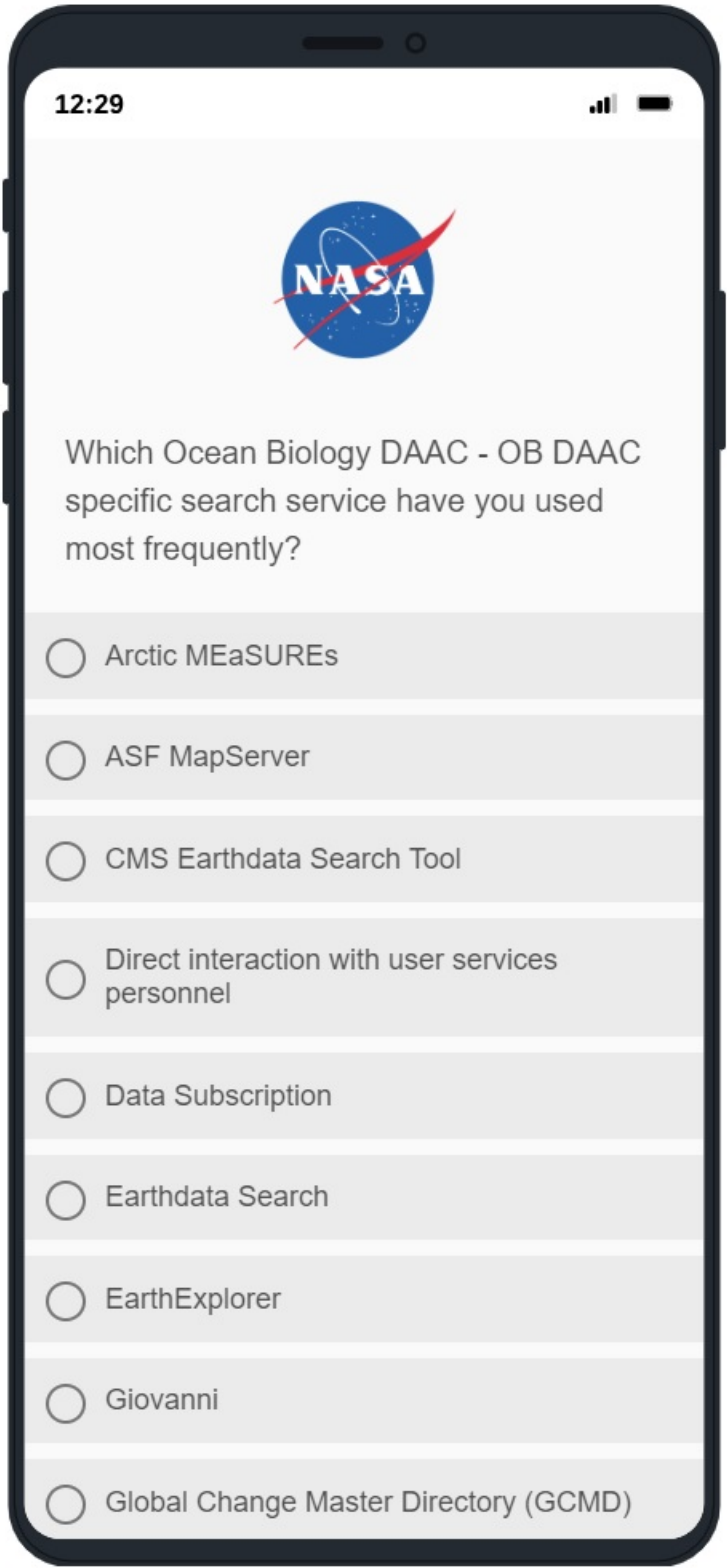 12:29
NASA
Which Ocean Biology DAAC - OB DAAC
specific search service have you used
most frequently?
Arctic MEaSUREs
ASF MapServer
CMS Earthdata Search Tool
Direct interaction with user services
personnel
Data Subscription
Earthdata Search
EarthExplorer
Giovanni
Global Change Master Directory (GCMD)